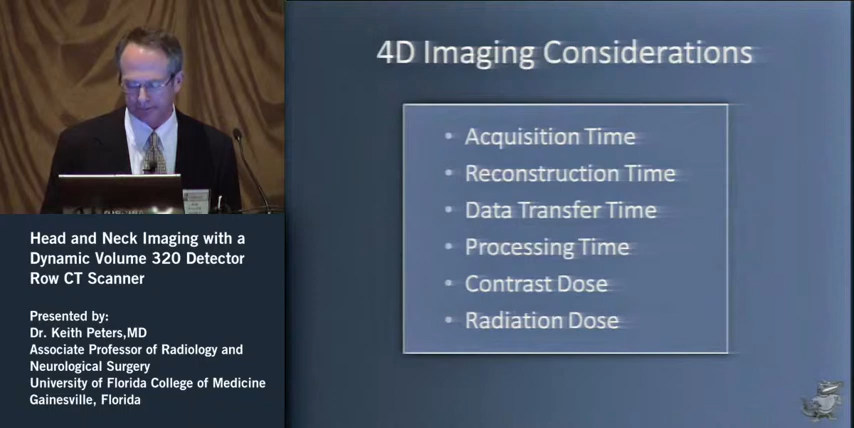 4D Imaging Considerations
• Acquisition Time
• Reconstruction Time
• Data Transfer Time
• Processing Time
• Contrast Dose
• Radiation Dose
Head and Neck Imaging with a
Dynamic Volume 320 Detector
Row CT Scanner
Presented by:
Dr. Keith Peters,MD
Associate Professor of Radiology and
Neurological Surgery
University of Florida College of Medicine
Gainesville, Florida